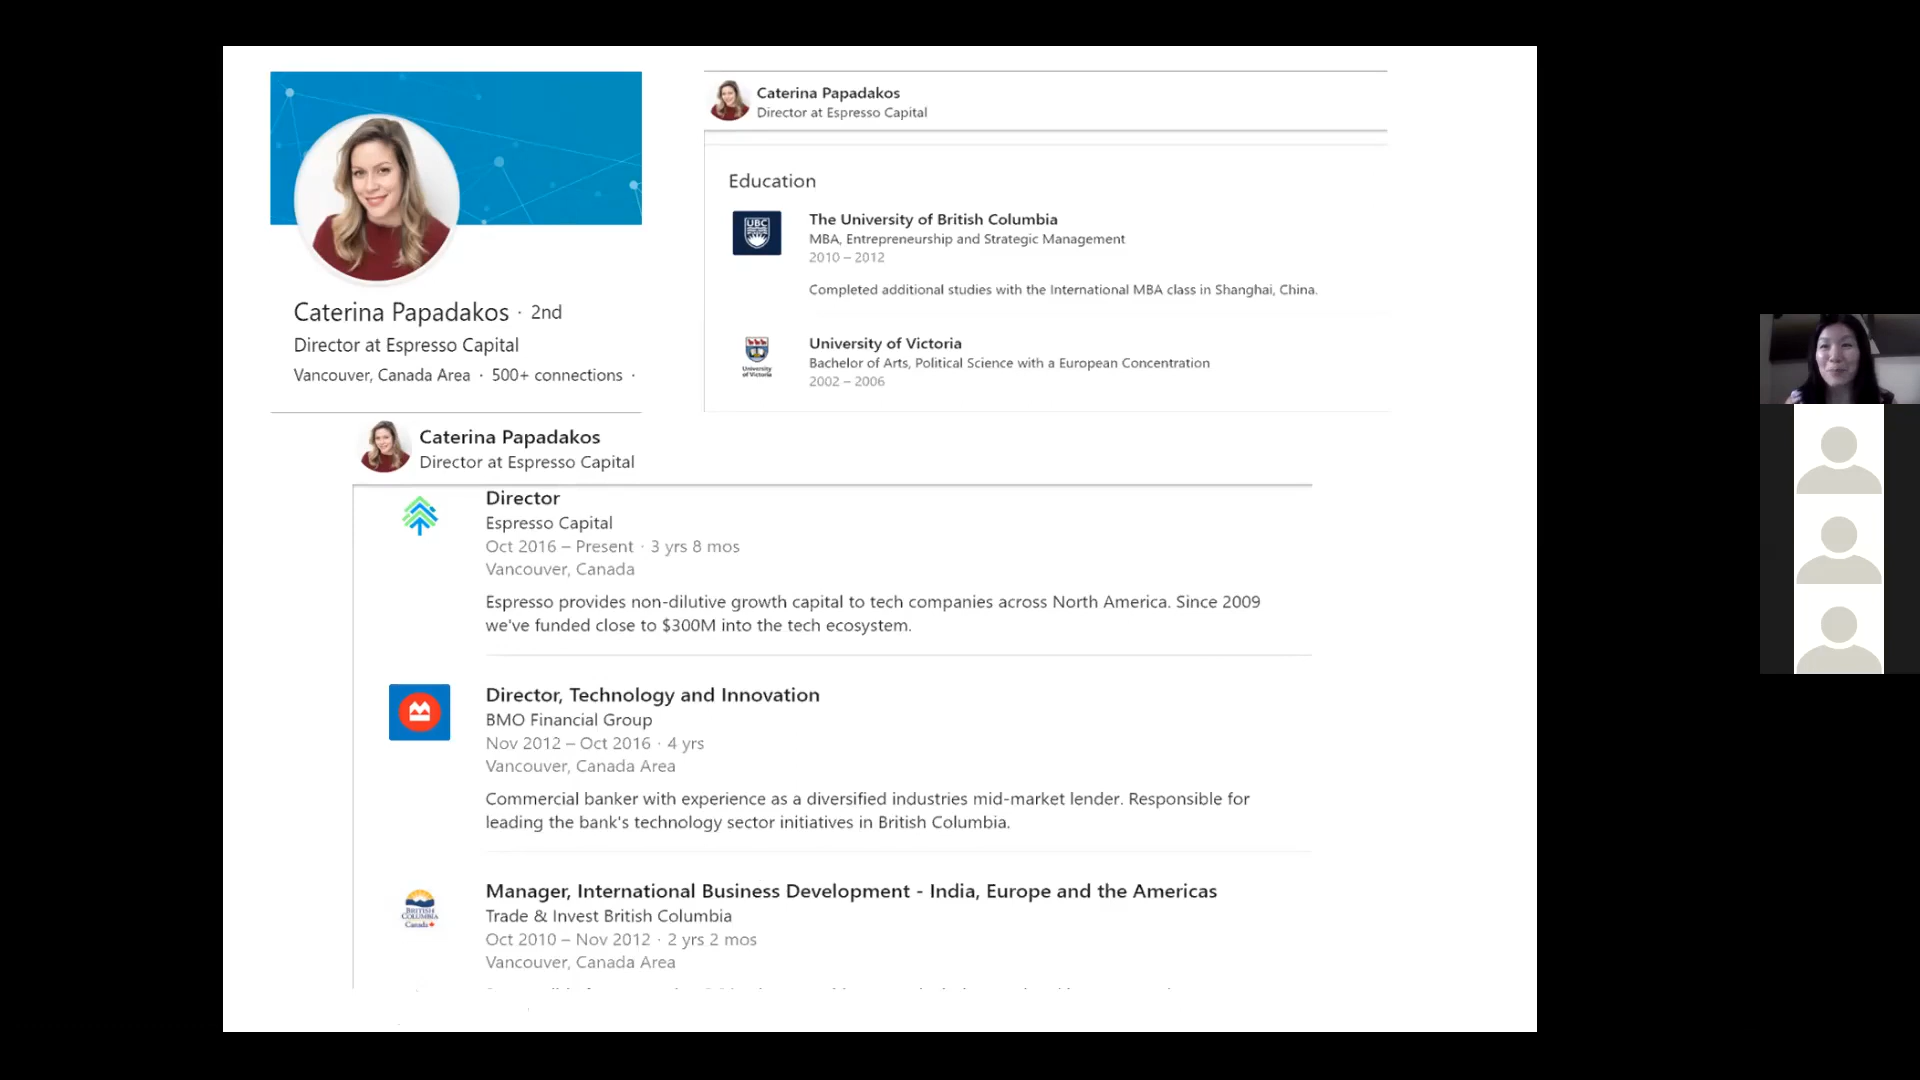 Caterina Papadakos · 2nd
Director at Espresso Capital
Vancouver, Canada Area · 500+ connections ·
Caterina Papadakos
Director at Espresso Capital
Education
UBC
The University of British Columbia
MBA, Entrepreneurship and Strategic Management
2010 – 2012
Completed additional studies with the International MBA class in Shanghai, China.
University
of Victoria
University of Victoria
Bachelor of Arts, Political Science with a European Concentration
2002 – 2006
Caterina Papadakos
Director at Espresso Capital
Director
Espresso Capital
Oct 2016 – Present · 3 yrs 8 mos
Vancouver, Canada
Espresso provides non-dilutive growth capital to tech companies across North America. Since 2009
we've funded close to $300M into the tech ecosystem.
Director, Technology and Innovation
BMO Financial Group
Nov 2012 – Oct 2016 · 4 yrs
Vancouver, Canada Area
Commercial banker with experience as a diversified industries mid-market lender. Responsible for
leading the bank's technology sector initiatives in British Columbia.
BRITISH
COLUMBIA
Canada
Manager, International Business Development - India, Europe and the Americas
Trade & Invest British Columbia
Oct 2010 – Nov 2012 · 2 yrs 2 mos
Vancouver, Canada Area